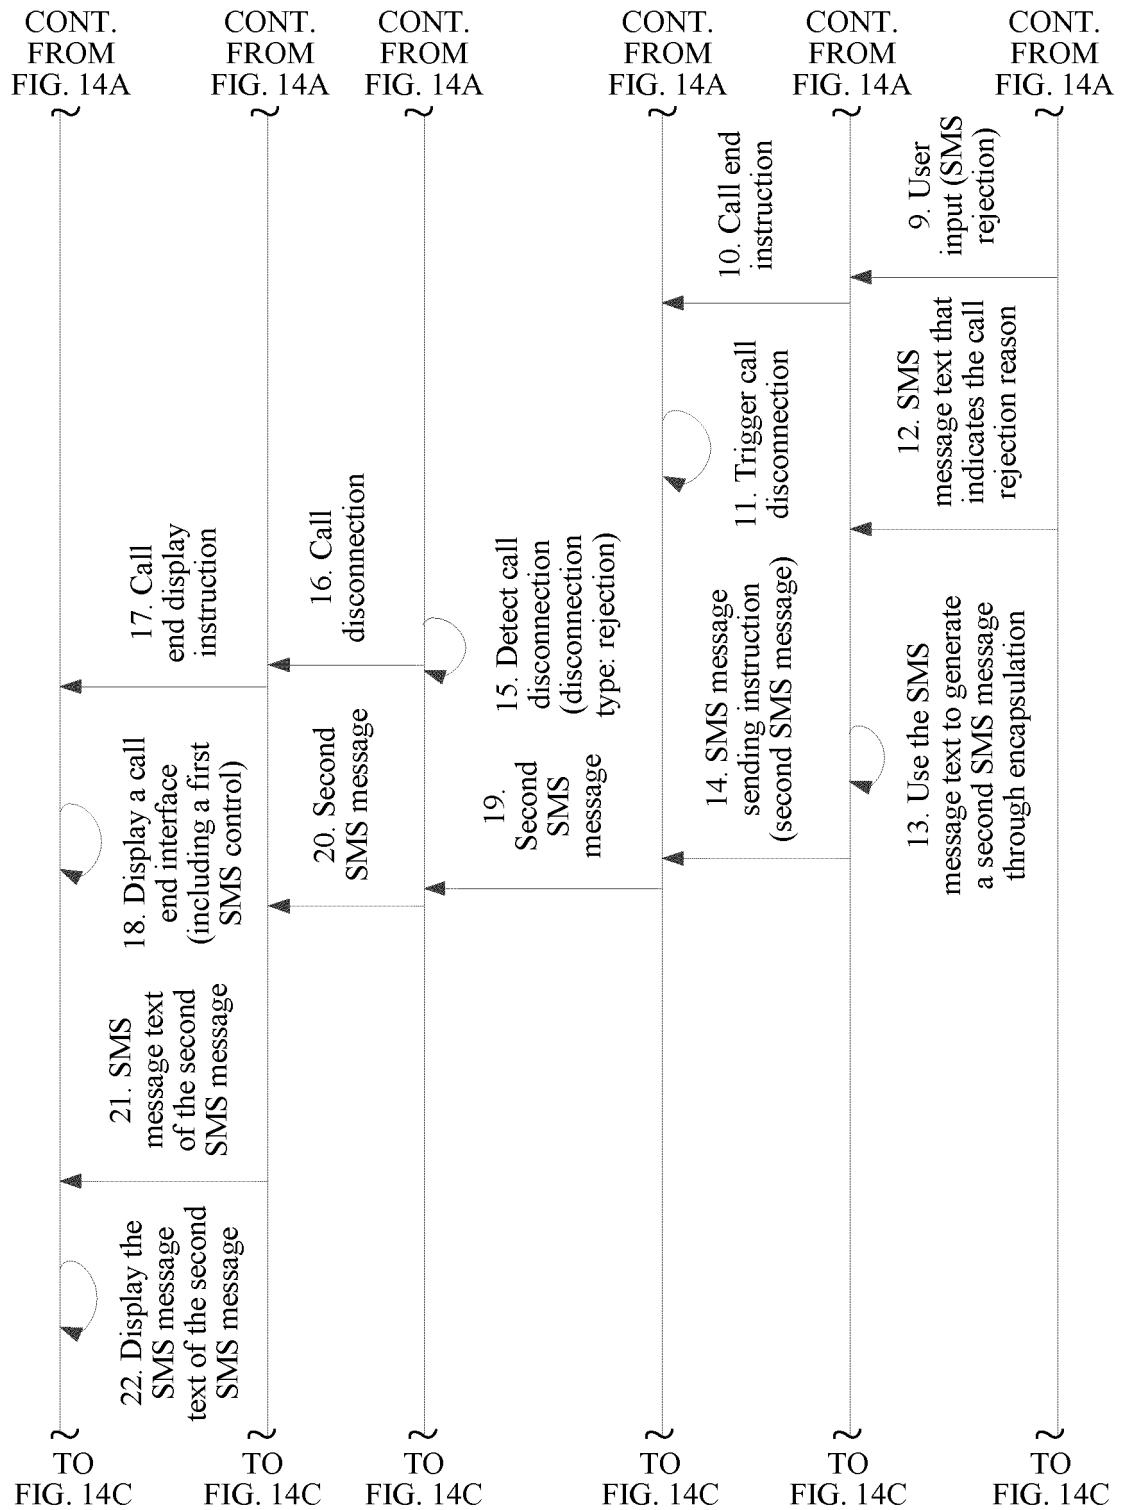 CONT.
FROM
FIG. 14A
CONT.
FROM
FIG. 14A
CONT.
FROM
FIG. 14A
CONT.
FROM
FIG. 14A
CONT.
FROM
FIG. 14A
CONT.
FROM
FIG. 14A
9. User
input (SMS
rejection)
10. Call end
instruction
11. Trigger call
disconnection
12. SMS
message text that
indicates the call
rejection reason
13. Use the SMS
message text to generate
a second SMS message
through encapsulation
14. SMS message
sending instruction
(second SMS message)
15. Detect call
disconnection
(disconnection
type: rejection)
16. Call
disconnection
17. Call
end display
instruction
18. Display a call
end interface
(including a first
SMS control)
19.
Second
SMS
message
20. Second
SMS message
21. SMS
message text
of the second
SMS message
22. Display the
SMS message
text of the second
SMS message
TO
FIG. 14C
TO
FIG. 14C
TO
FIG. 14C
TO
FIG. 14C
TO
FIG. 14C
TO
FIG. 14C